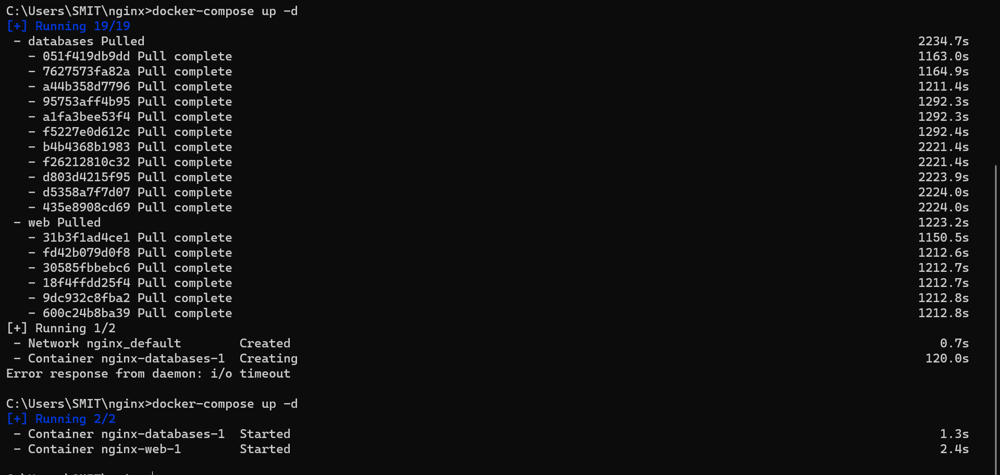 C:\Users\SMIT\nginx>docker-compose up -d
[+] Running 19/19
 - databases Pulled 2234.7s
   - 051f419db9dd Pull complete 1163.0s
   - 7627573fa82a Pull complete 1164.9s
   - a44b358d7796 Pull complete 1211.4s
   - 95753aff4b95 Pull complete 1292.3s
   - a1fa3bee53f4 Pull complete 1292.3s
   - f5227e0d612c Pull complete 1292.4s
   - b4b4368b1983 Pull complete 2221.4s
   - f26212810c32 Pull complete 2221.4s
   - d803d4215f95 Pull complete 2223.9s
   - d5358a7f7d07 Pull complete 2224.0s
   - 435e8908cd69 Pull complete 2224.0s
 - web Pulled 1223.2s
   - 31b3f1ad4ce1 Pull complete 1150.5s
   - fd42b079d0f8 Pull complete 1212.6s
   - 30585fbbebc6 Pull complete 1212.7s
   - 18f4ffdd25f4 Pull complete 1212.7s
   - 9dc932c8fba2 Pull complete 1212.8s
   - 600c24b8ba39 Pull complete 1212.8s
[+] Running 1/2
 - Network nginx_default Created 0.7s
 - Container nginx-databases-1 Creating 120.0s
Error response from daemon: i/o timeout
C:\Users\SMIT\nginx>docker-compose up -d
[+] Running 2/2
 - Container nginx-databases-1 Started 1.3s
 - Container nginx-web-1 Started 2.4s